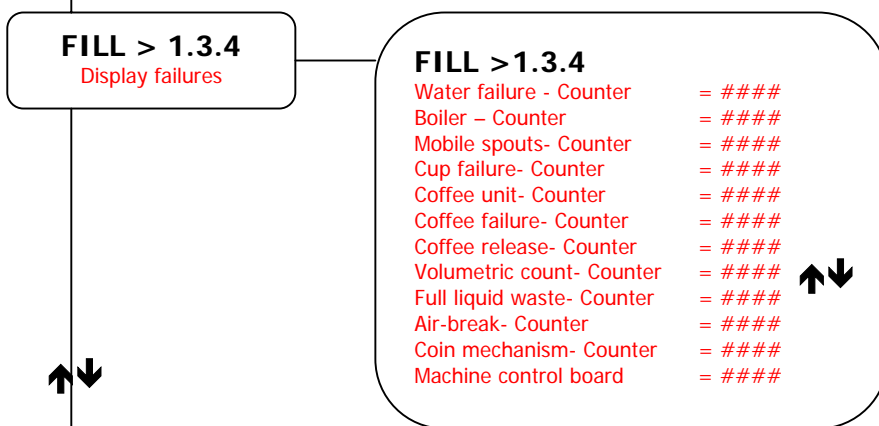 FILL > 1.3.4
Display failures
FILL >1.3.4
Water failure - Counter = ####
Boiler – Counter = ####
Mobile spouts- Counter = ####
Cup failure- Counter = ####
Coffee unit- Counter = ####
Coffee failure- Counter = ####
Coffee release- Counter = ####
Volumetric count- Counter = ####
Full liquid waste- Counter = ####
Air-break- Counter = ####
Coin mechanism- Counter = ####
Machine control board = ####